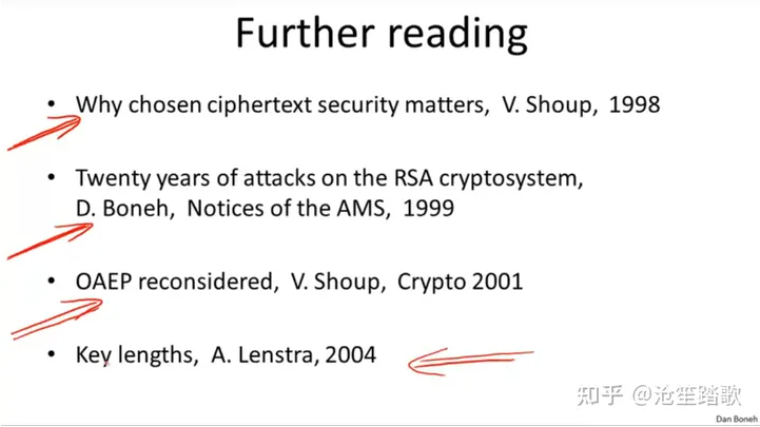 Further reading
• Why chosen ciphertext security matters, V. Shoup, 1998
• Twenty years of attacks on the RSA cryptosystem,
D. Boneh, Notices of the AMS, 1999
• OAEP reconsidered, V. Shoup, Crypto 2001
• Key lengths, A. Lenstra, 2004
知乎 @沧笙踏歌
Dan Boneh